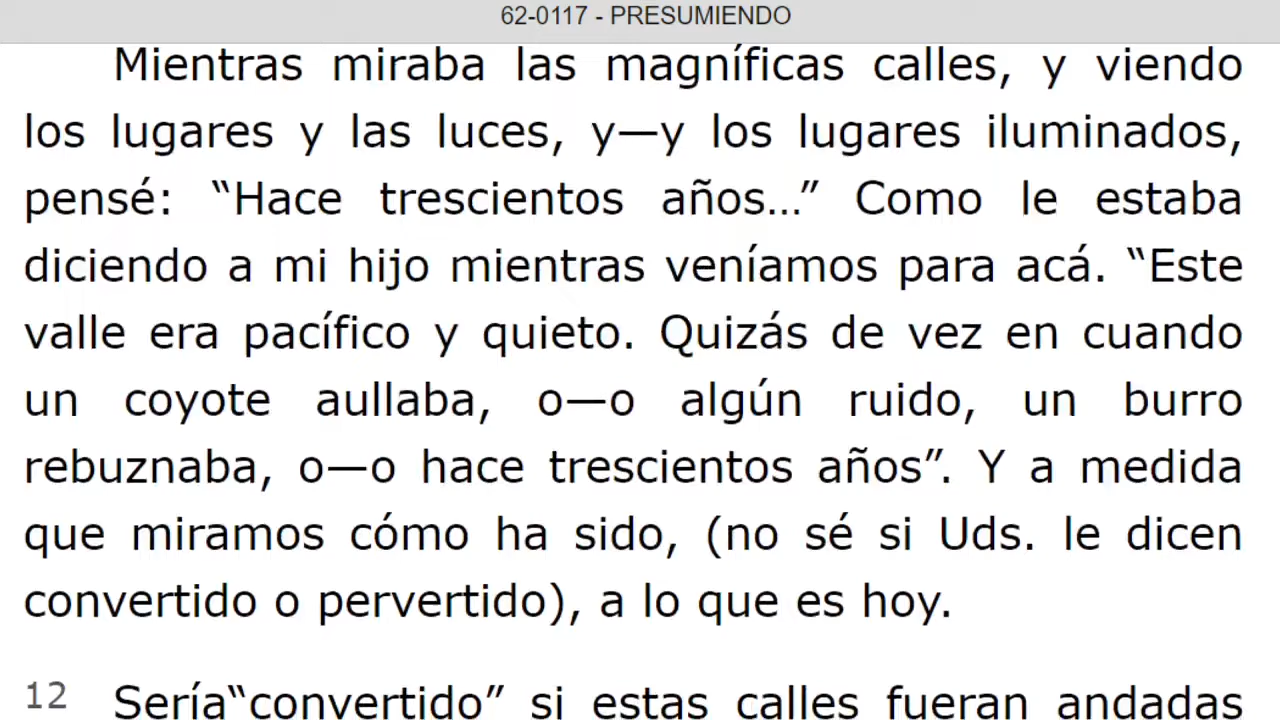 62-0117 - PRESUMIENDO
Mientras miraba las magníficas calles, y viendo
los lugares y las luces, y—y los lugares iluminados,
pensé: “Hace trescientos años…” Como le estaba
diciendo a mi hijo mientras veníamos para acá. “Este
valle era pacífico y quieto. Quizás de vez en cuando
un coyote aullaba, o—o algún ruido, un burro
rebuznaba, o—o hace trescientos años”. Y a medida
que miramos cómo ha sido, (no sé si Uds. le dicen
convertido o pervertido), a lo que es hoy.
12 Sería“convertido” si estas calles fueran andadas